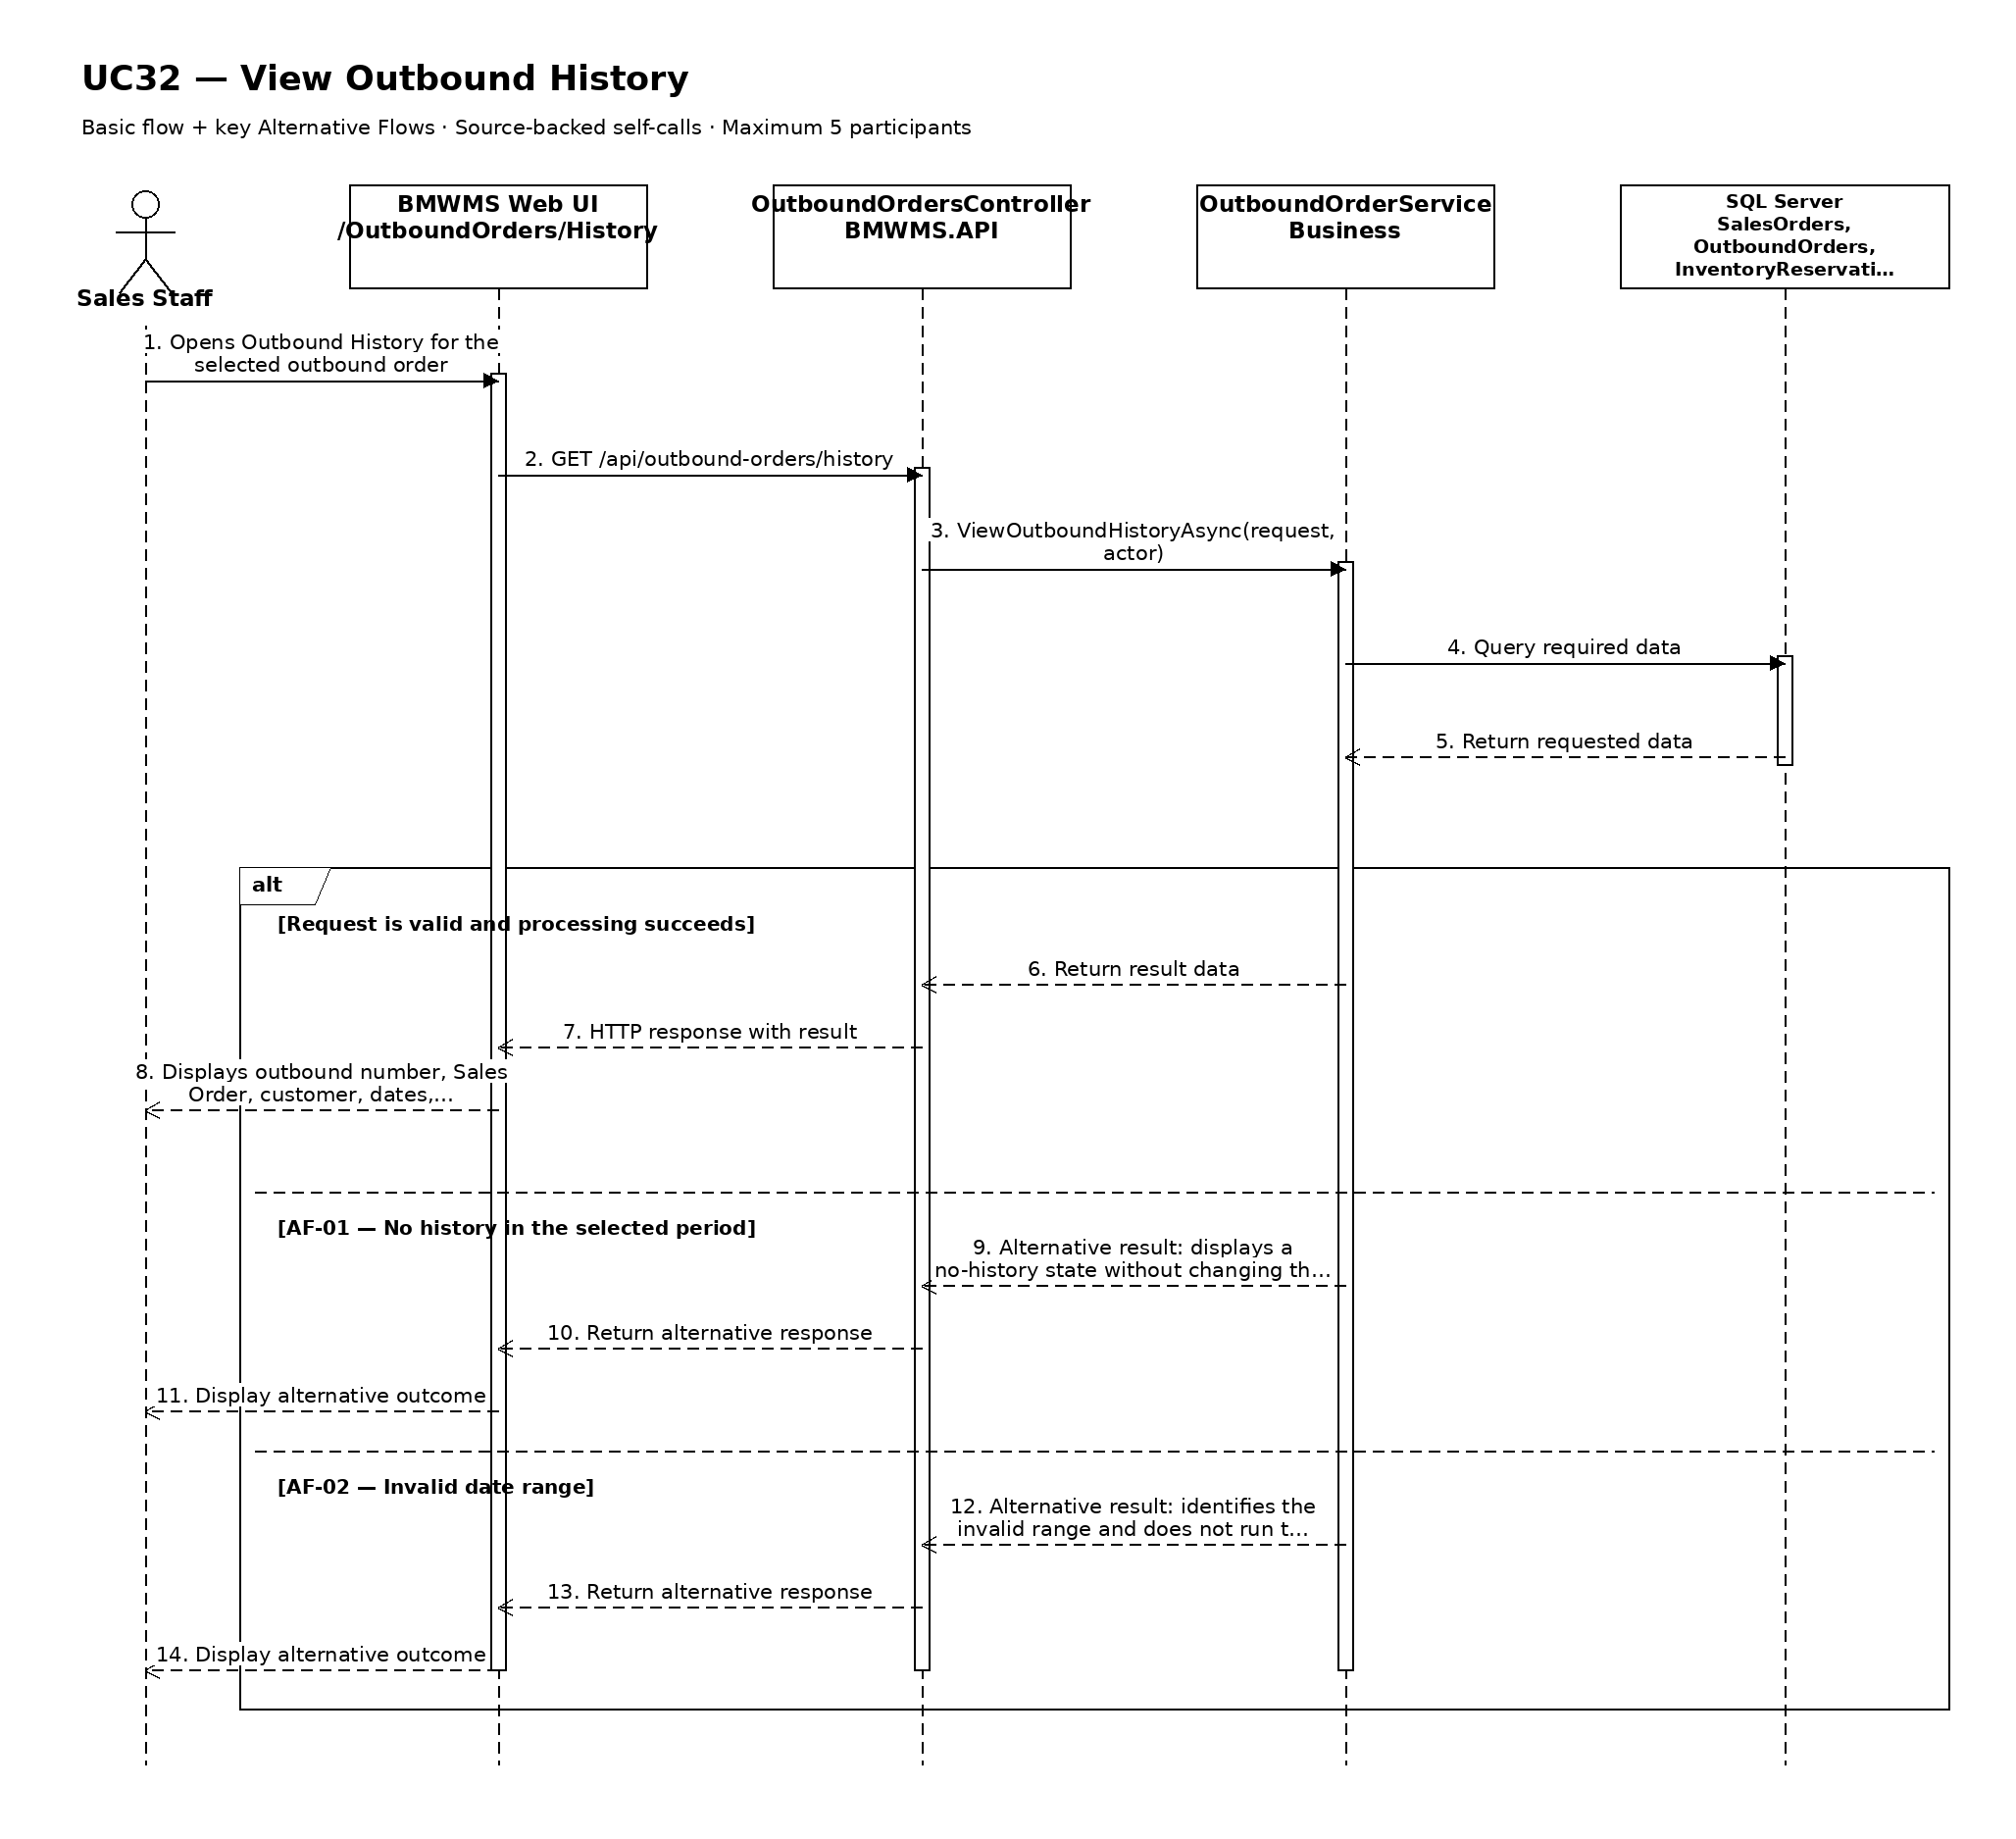 UC32 — View Outbound History
Basic flow + key Alternative Flows · Source-backed self-calls · Maximum 5 participants
Sales Staff
BMWMS Web UI
/OutboundOrders/History
OutboundOrdersController
BMWMS.API
OutboundOrderService
Business
SQL Server
SalesOrders,
OutboundOrders,
InventoryReservati...
1. Opens Outbound History for the
selected outbound order
2. GET /api/outbound-orders/history
3. ViewOutboundHistoryAsync(request,
actor)
4. Query required data
5. Return requested data
alt
[Request is valid and processing succeeds]
6. Return result data
7. HTTP response with result
8. Displays outbound number, Sales
Order, customer, dates,...
[AF-01 — No history in the selected period]
9. Alternative result: displays a
no-history state without changing th...
10. Return alternative response
11. Display alternative outcome
[AF-02 — Invalid date range]
12. Alternative result: identifies the
invalid range and does not run t...
13. Return alternative response
14. Display alternative outcome